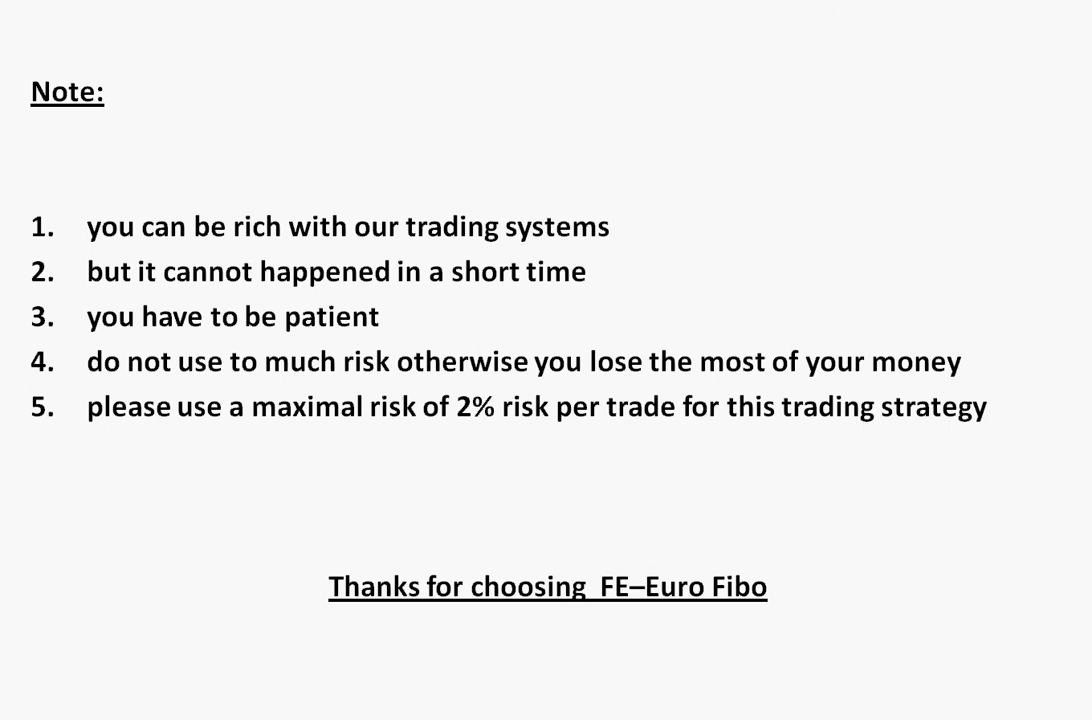 Note:
1. you can be rich with our trading systems
2. but it cannot happened in a short time
3. you have to be patient
4. do not use to much risk otherwise you lose the most of your money
5. please use a maximal risk of 2% risk per trade for this trading strategy
Thanks for choosing FE–Euro Fibo